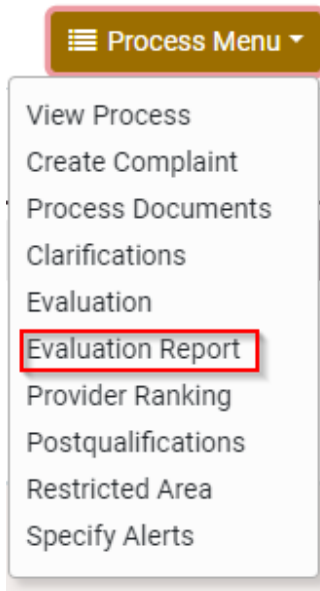 Process Menu
View Process
Create Complaint
Process Documents
Clarifications
Evaluation
Evaluation Report
Provider Ranking
Postqualifications
Restricted Area
Specify Alerts